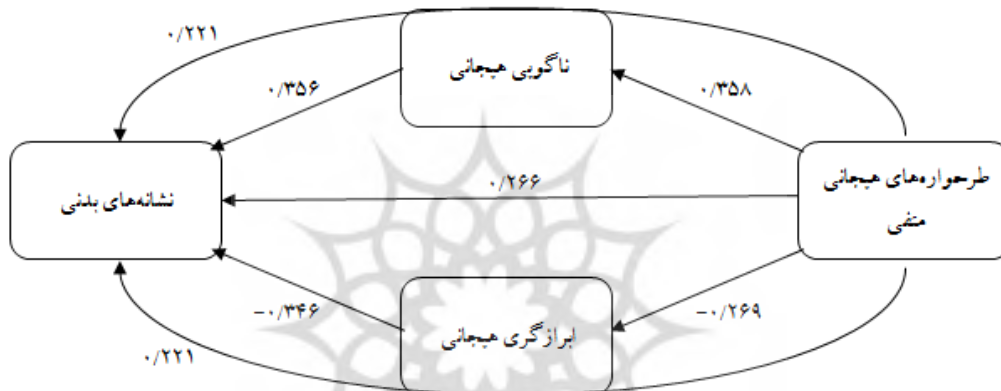 ۰/۲۲۱
ناگویی هیجانی
۰/۳۵۶
۰/۳۵۸
طرحواره‌های هیجانی
منفی
۰/۲۶۶
نشانه‌های بدنی
ابرازگری هیجانی
−۰/۳۴۶
−۰/۲۶۹
۰/۲۲۱